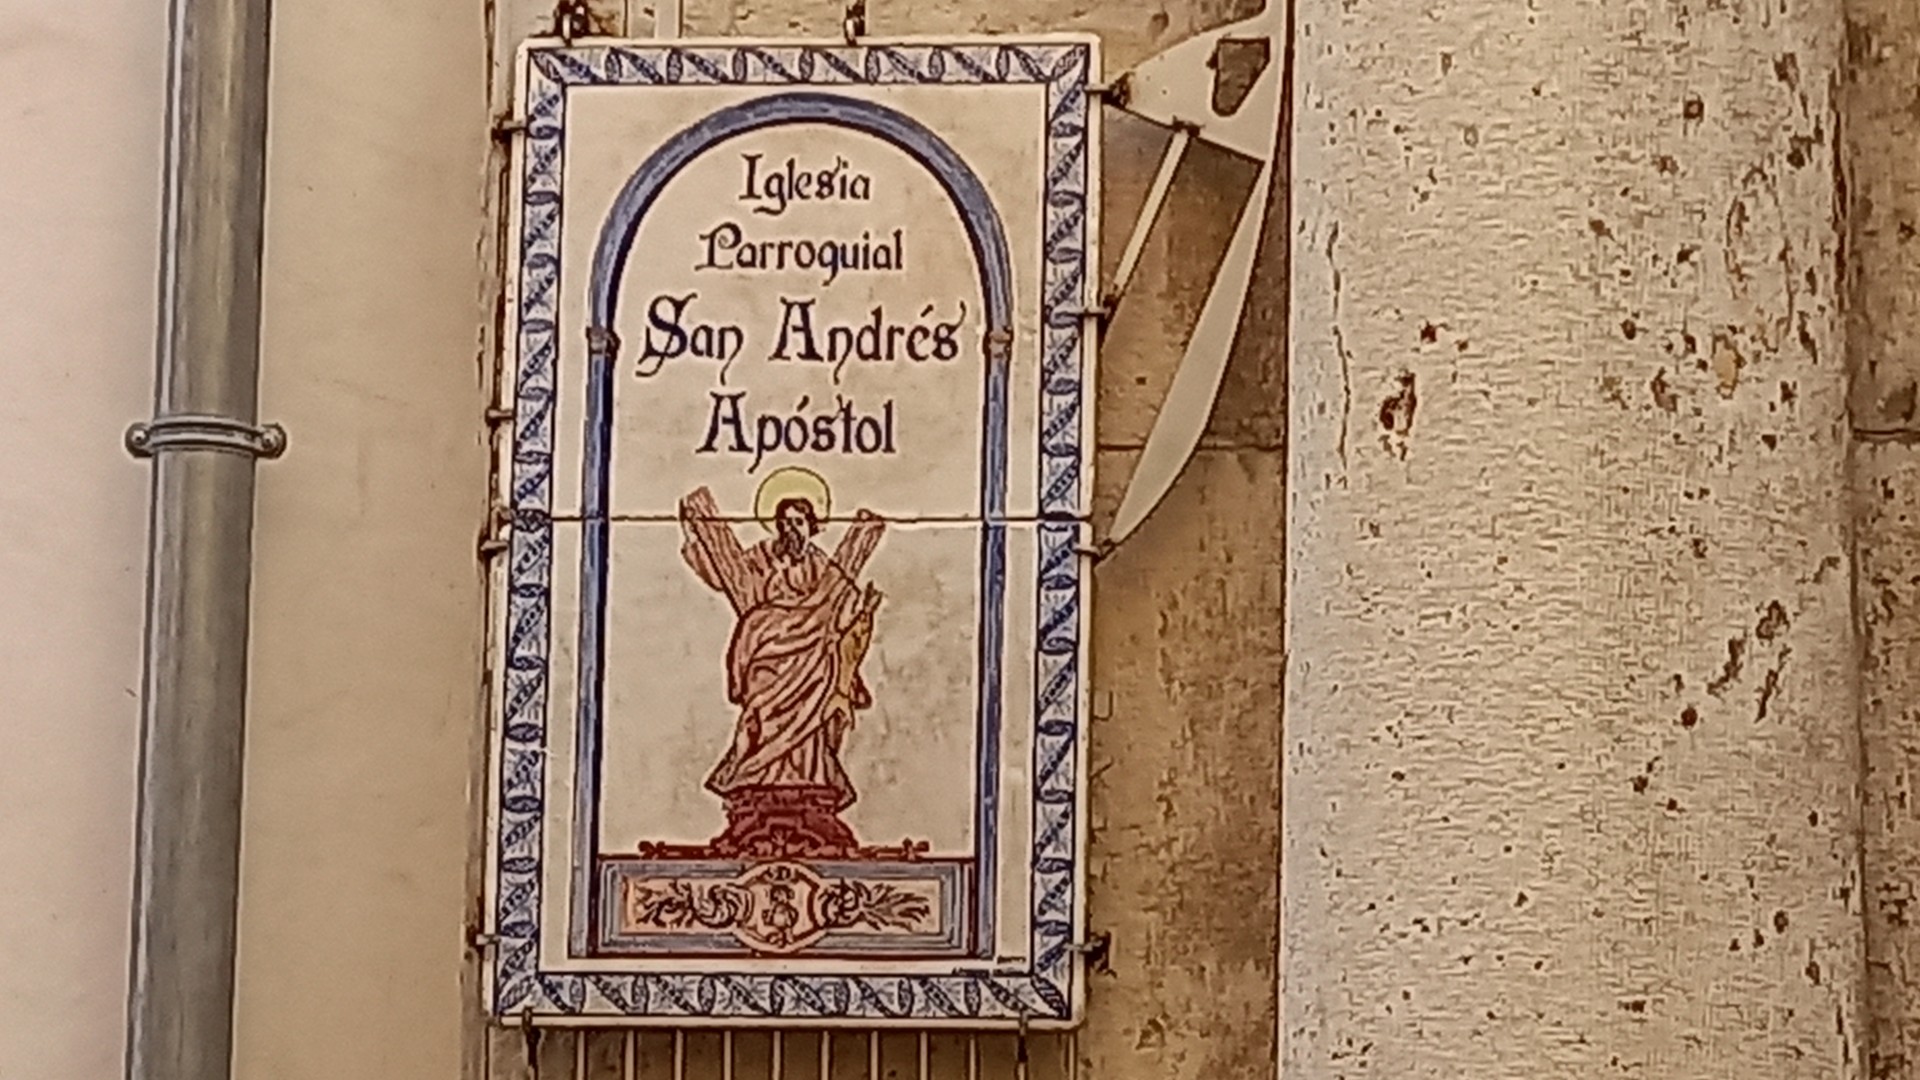 Iglesia
Parroquial
San Andrés
Apóstol